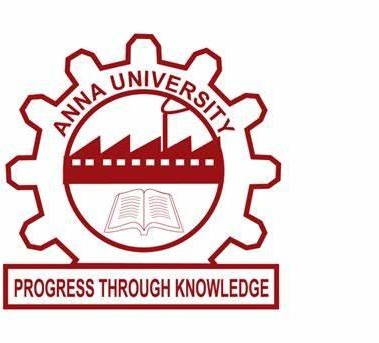 ANNA UNIVERSITY
PROGRESS THROUGH KNOWLEDGE